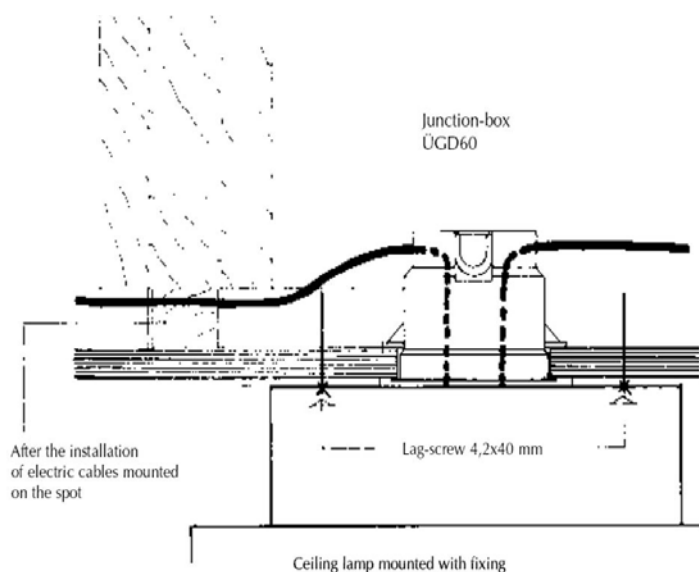 Junction-box
ÜGD60
After the installation
of electric cables mounted
on the spot
Lag-screw 4,2x40 mm
Ceiling lamp mounted with fixing